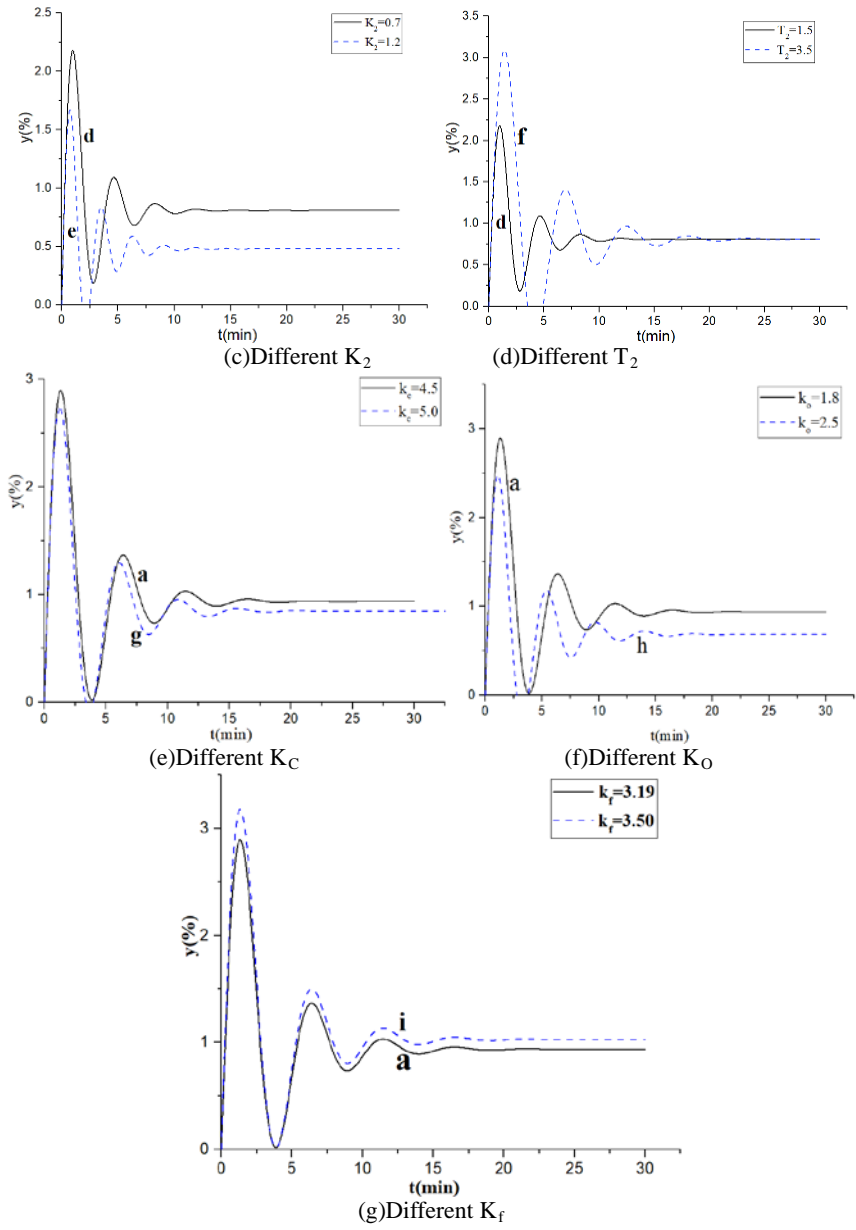 K2=0.7
K2=1.2
2.5
2.0
1.5
1.0
0.5
0.0
y(%)
d
e
0
5
10
15
20
25
30
t(min)
(c)Different K2
T2=1.5
T2=3.5
3.5
3.0
2.5
2.0
1.5
1.0
0.5
0.0
y(%)
f
d
0
5
10
15
20
25
30
t(min)
(d)Different T2
kc=4.5
kc=5.0
3
2
1
0
y(%)
a
g
0
5
10
15
20
25
30
t(min)
(e)Different KC
ko=1.8
ko=2.5
3
2
1
0
y(%)
a
h
0
5
10
15
20
25
30
t(min)
(f)Different KO
kf=3.19
kf=3.50
3
2
1
0
y(%)
i
a
0
5
10
15
20
25
30
t(min)
(g)Different Kf